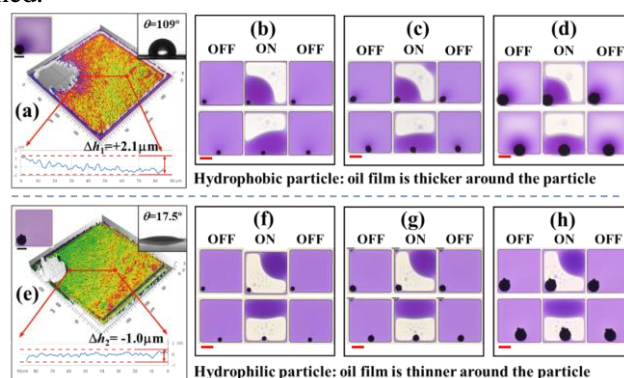 (a)
θ=109°
Δh₁=+2.1μm
(b)
OFF ON OFF
(c)
OFF ON OFF
(d)
OFF ON OFF
Hydrophobic particle: oil film is thicker around the particle
(e)
θ=17.5°
Δh₂= -1.0μm
(f)
OFF ON OFF
(g)
OFF ON OFF
(h)
OFF ON OFF
Hydrophilic particle: oil film is thinner around the particle